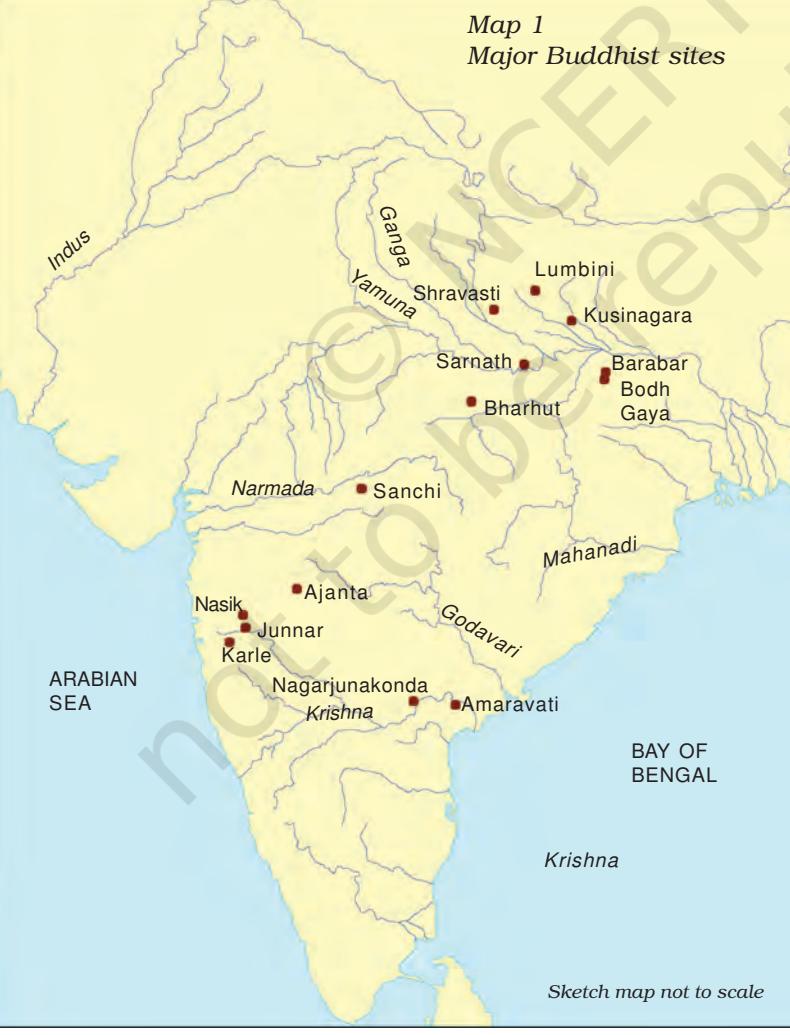 Map 1
Major Buddhist sites
© NCERT
not to be repu
Indus
Ganga
Yamuna
Lumbini
Shravasti
Kusinagara
Sarnath
Barabar
Bodh
Gaya
Bharhut
Narmada
Sanchi
Mahanadi
Ajanta
Nasik
Junnar
Karle
Godavari
Nagarjunakonda
Krishna
Amaravati
ARABIAN
SEA
BAY OF
BENGAL
Krishna
Sketch map not to scale